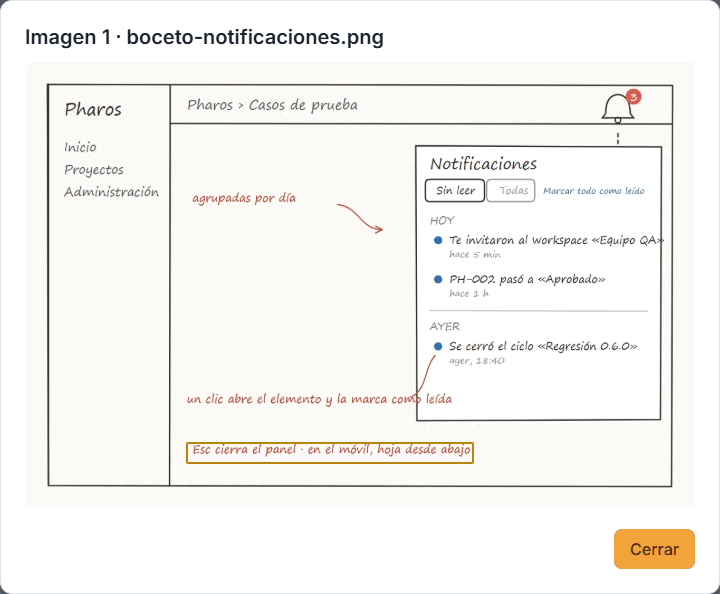 Imagen 1 · boceto-notificaciones.png
Pharos
Inicio
Proyectos
Administración
Pharos > Casos de prueba
3
Notificaciones
Sin leer
Todas
Marcar todo como leído
HOY
Te invitaron al workspace «Equipo QA»
hace 5 min
PH-002 pasó a «Aprobado»
hace 1 h
AYER
Se cerró el ciclo «Regresión 0.6.0»
ayer, 18:40
agrupadas por día
un clic abre el elemento y la marca como leída
Esc cierra el panel · en el móvil, hoja desde abajo
Cerrar